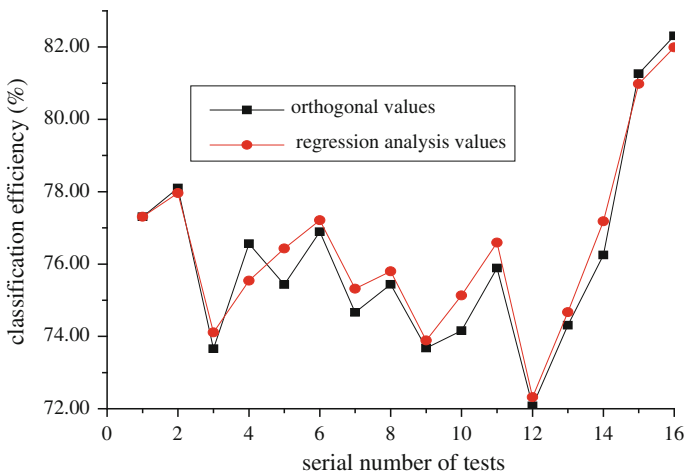 classification efficiency (%)
82.00
80.00
78.00
76.00
74.00
72.00
orthogonal values
regression analysis values
0 2 4 6 8 10 12 14 16
serial number of tests